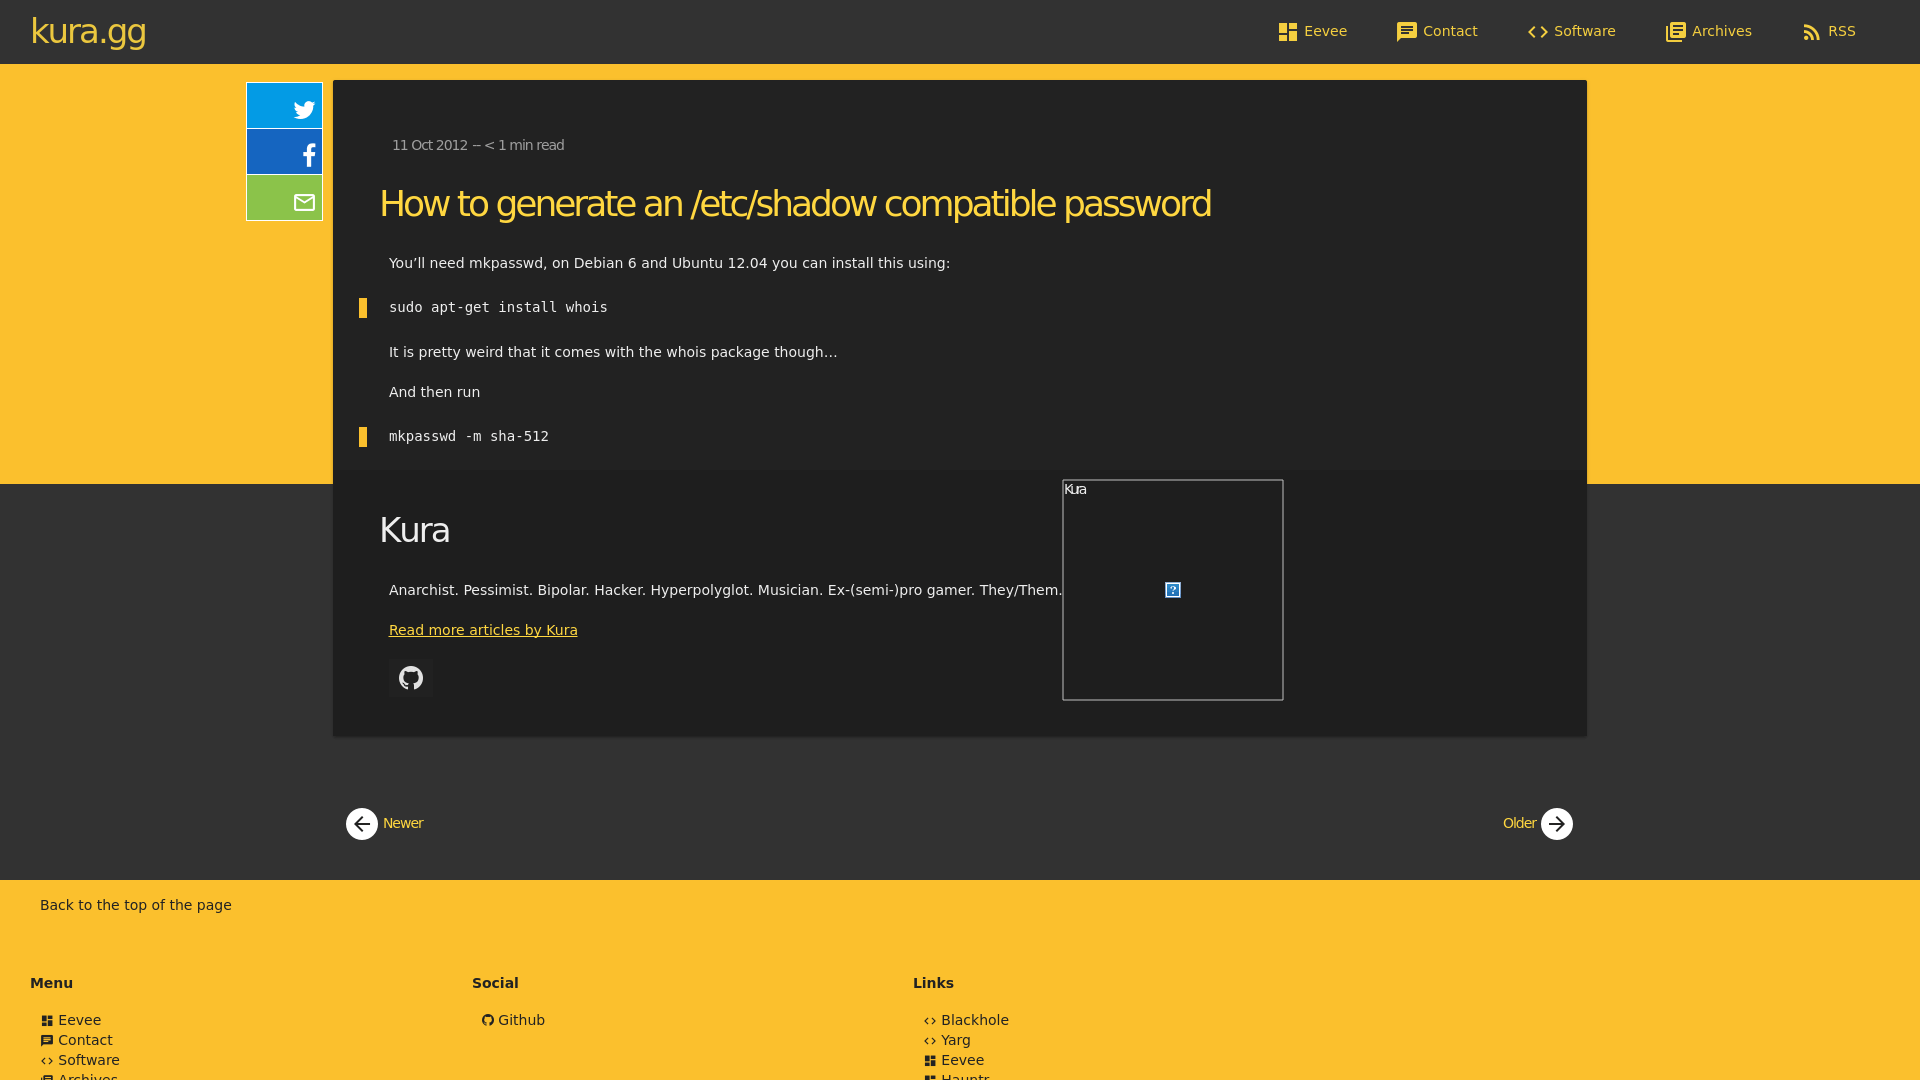 kura.gg
Eevee
Contact
Software
Archives
RSS
11 Oct 2012 -- < 1 min read
How to generate an /etc/shadow compatible password
You’ll need mkpasswd, on Debian 6 and Ubuntu 12.04 you can install this using:
sudo apt-get install whois
It is pretty weird that it comes with the whois package though…
And then run
mkpasswd -m sha-512
Kura
Kura
Anarchist. Pessimist. Bipolar. Hacker. Hyperpolyglot. Musician. Ex-(semi-)pro gamer. They/Them.
Read more articles by Kura
Newer
Older
Back to the top of the page
Menu
Eevee
Contact
Software
Archives
Social
Github
Links
Blackhole
Yarg
Eevee
Hauntr